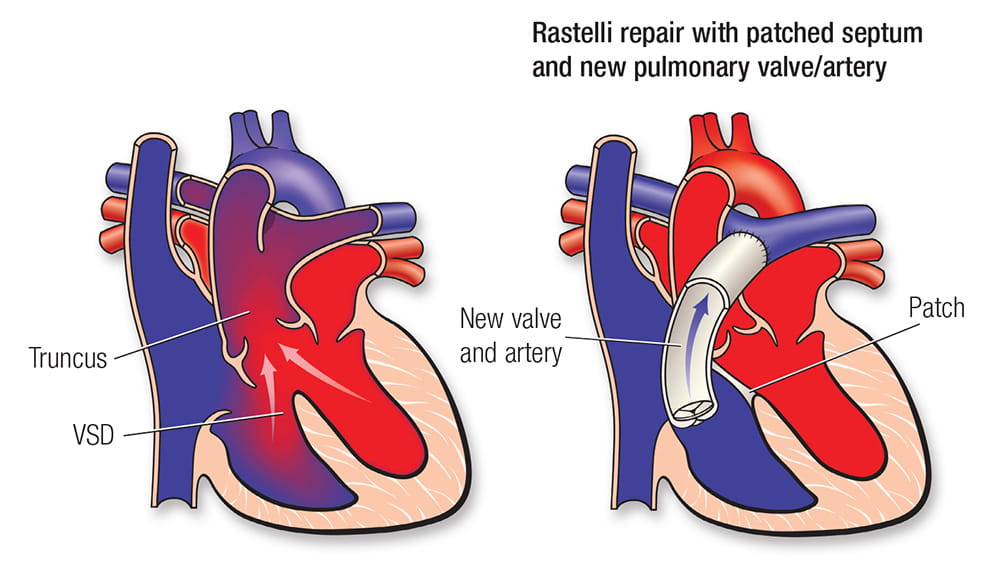 Rastelli repair with patched septum
and new pulmonary valve/artery
Truncus
VSD
New valve
and artery
Patch